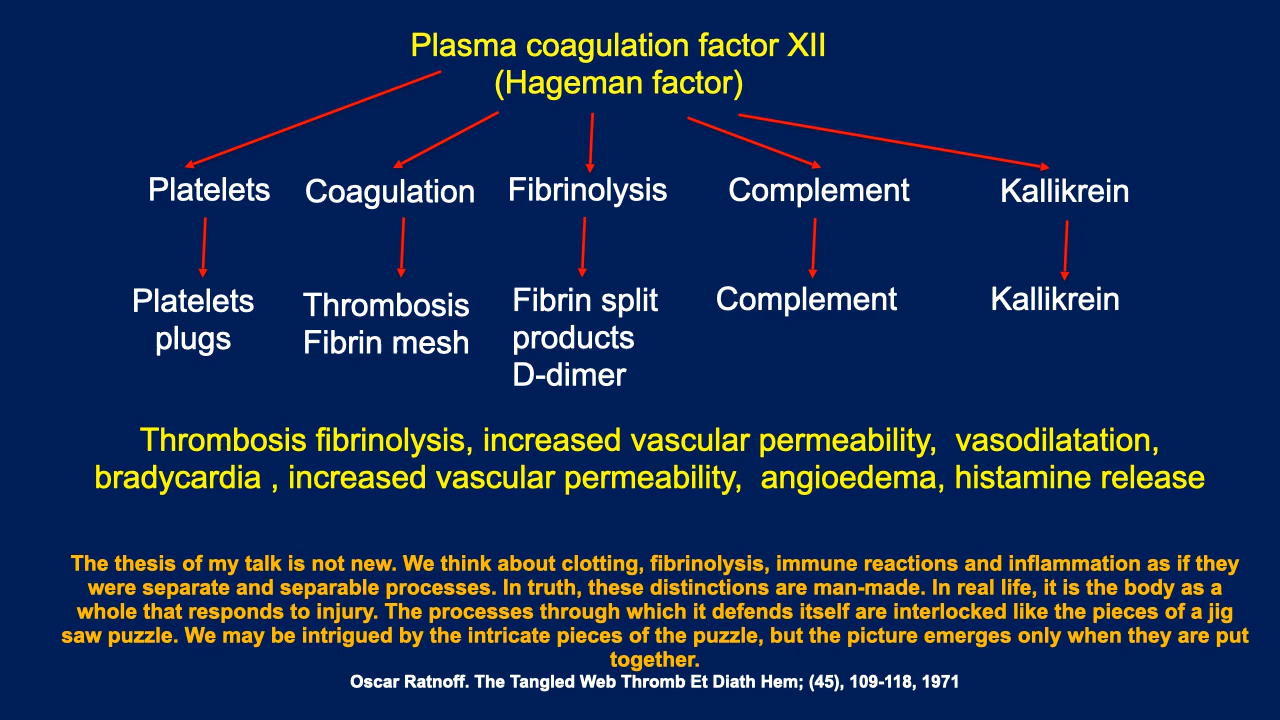 Plasma coagulation factor XII
(Hageman factor)
Platelets
Coagulation
Fibrinolysis
Complement
Kallikrein
Platelets
plugs
Thrombosis
Fibrin mesh
Fibrin split
products
D-dimer
Complement
Kallikrein
Thrombosis fibrinolysis, increased vascular permeability,  vasodilatation,
bradycardia , increased vascular permeability,  angioedema, histamine release
The thesis of my talk is not new. We think about clotting, fibrinolysis, immune reactions and inflammation as if they
were separate and separable processes. In truth, these distinctions are man-made. In real life, it is the body as a
whole that responds to injury. The processes through which it defends itself are interlocked like the pieces of a jig
saw puzzle. We may be intrigued by the intricate pieces of the puzzle, but the picture emerges only when they are put
together.
Oscar Ratnoff. The Tangled Web Thromb Et Diath Hem; (45), 109-118, 1971